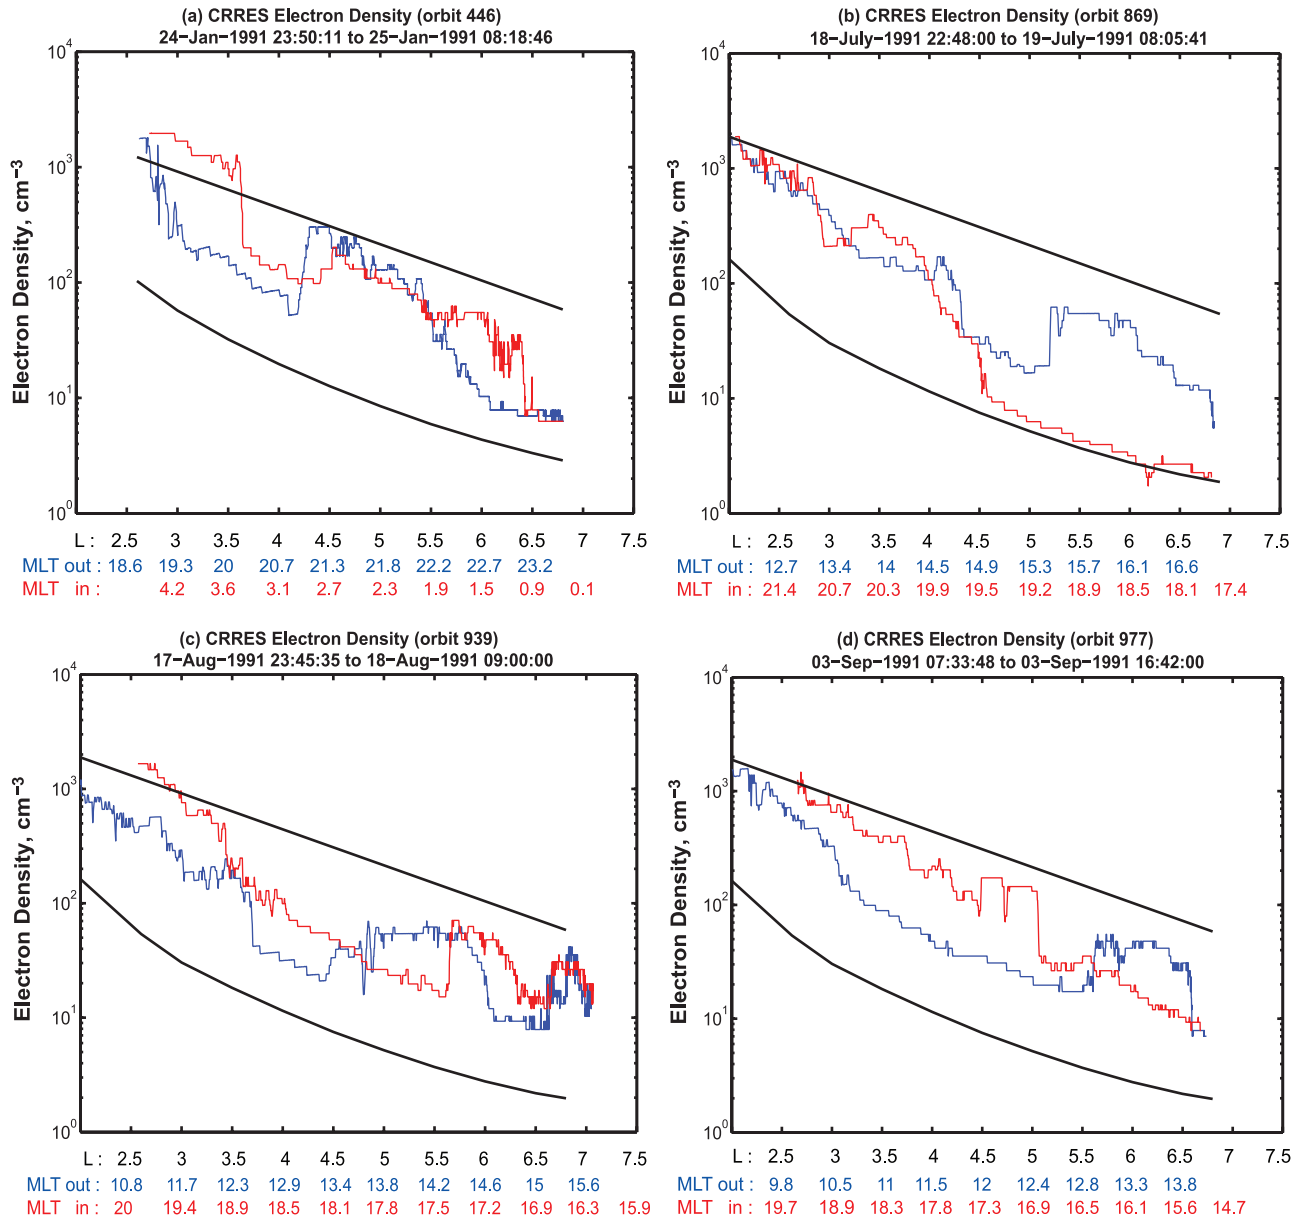 (a) CRRES Electron Density (orbit 446)
24−Jan−1991 23:50:11 to 25−Jan−1991 08:18:46
Electron Density, cm−3
10^4
10^3
10^2
10^1
10^0
L : 2.5 3 3.5 4 4.5 5 5.5 6 6.5 7 7.5
MLT out : 18.6 19.3 20 20.7 21.3 21.8 22.2 22.7 23.2
MLT in : 4.2 3.6 3.1 2.7 2.3 1.9 1.5 0.9 0.1
(b) CRRES Electron Density (orbit 869)
18−July−1991 22:48:00 to 19−July−1991 08:05:41
Electron Density, cm−3
10^4
10^3
10^2
10^1
10^0
L : 2.5 3 3.5 4 4.5 5 5.5 6 6.5 7 7.5
MLT out : 12.7 13.4 14 14.5 14.9 15.3 15.7 16.1 16.6
MLT in : 21.4 20.7 20.3 19.9 19.5 19.2 18.9 18.5 18.1 17.4
(c) CRRES Electron Density (orbit 939)
17−Aug−1991 23:45:35 to 18−Aug−1991 09:00:00
Electron Density, cm−3
10^4
10^3
10^2
10^1
10^0
L : 2.5 3 3.5 4 4.5 5 5.5 6 6.5 7 7.5
MLT out : 10.8 11.7 12.3 12.9 13.4 13.8 14.2 14.6 15 15.6
MLT in : 20 19.4 18.9 18.5 18.1 17.8 17.5 17.2 16.9 16.3 15.9
(d) CRRES Electron Density (orbit 977)
03−Sep−1991 07:33:48 to 03−Sep−1991 16:42:00
Electron Density, cm−3
10^4
10^3
10^2
10^1
10^0
L : 2.5 3 3.5 4 4.5 5 5.5 6 6.5 7 7.5
MLT out : 9.8 10.5 11 11.5 12 12.4 12.8 13.3 13.8
MLT in : 19.7 18.9 18.3 17.8 17.3 16.9 16.5 16.1 15.6 14.7